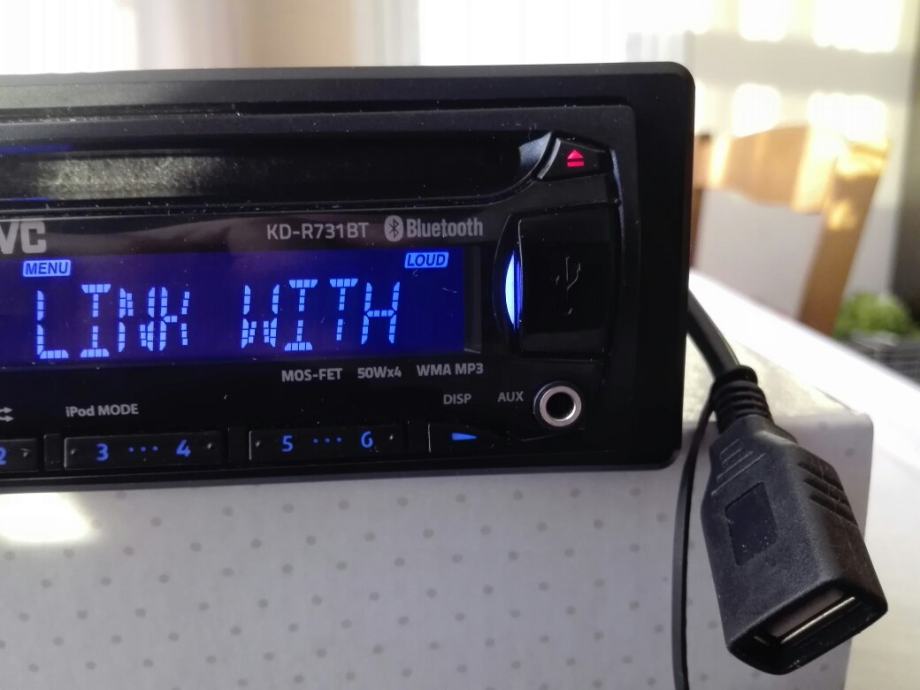 VC KD-R731BT Bluetooth
MENU LOUD
LINK WITH
MOS-FET 50Wx4 WMA MP3
DISP AUX
iPod MODE
2 3 ··· 4 5 ··· 6